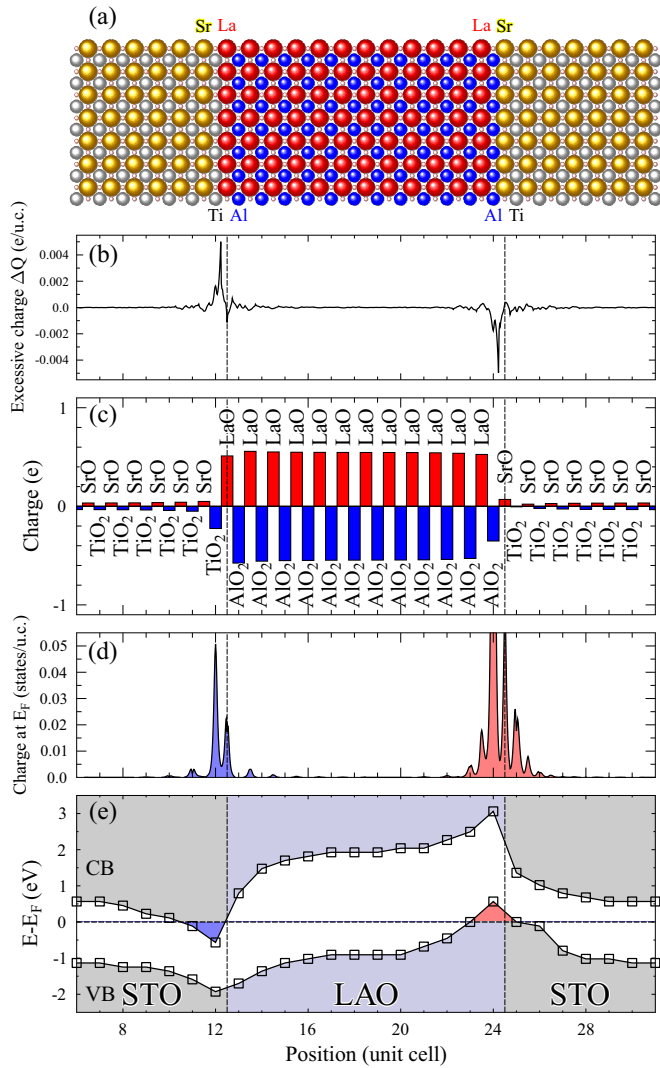 (a)
Sr La
La Sr
Ti Al
Al Ti
(b)
Excessive charge ΔQ (e/u.c.)
0.004
0.002
0.0
-0.002
-0.004
(c)
Charge (e)
1
0
-1
SrO SrO SrO SrO SrO SrO LaO LaO LaO LaO LaO LaO LaO LaO LaO LaO LaO LaO SrO SrO SrO SrO SrO SrO SrO
TiO2 TiO2 TiO2 TiO2 TiO2 TiO2 AlO2 AlO2 AlO2 AlO2 AlO2 AlO2 AlO2 AlO2 AlO2 AlO2 AlO2 AlO2 TiO2 TiO2 TiO2 TiO2 TiO2 TiO2
(d)
Charge at EF (states/u.c.)
0.05
0.04
0.03
0.02
0.01
0.0
(e)
E-EF (eV)
3
2
1
0
-1
-2
CB
VB
STO LAO STO
8 12 16 20 24 28
Position (unit cell)